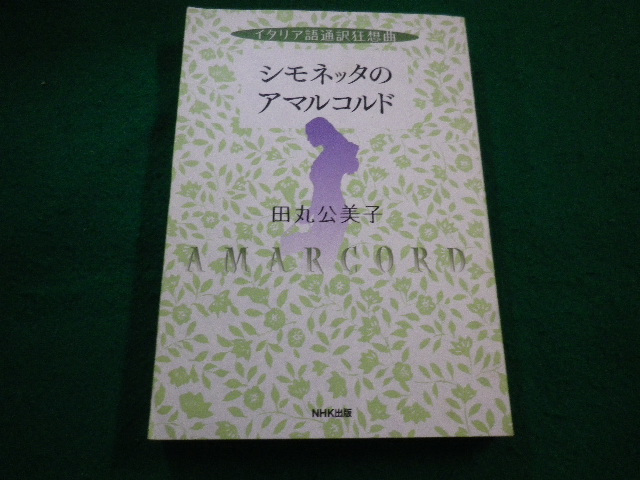 イタリア語通訳狂想曲
シモネッタの
アマルコルド
田丸公美子
AMARCORD
NHK出版